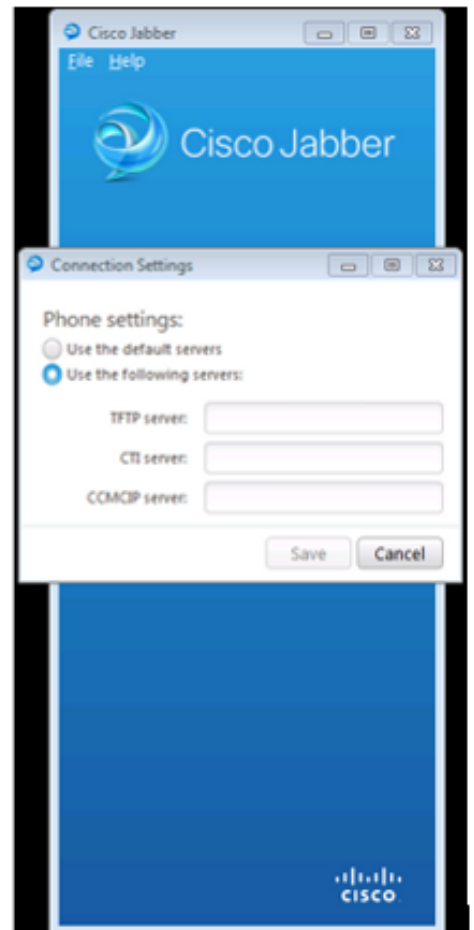 Cisco Jabber
File Help
Cisco Jabber
Connection Settings
Phone settings:
Use the default servers
Use the following servers:
TFTP server:
CTI server:
CCMCIP server:
Save Cancel
CISCO